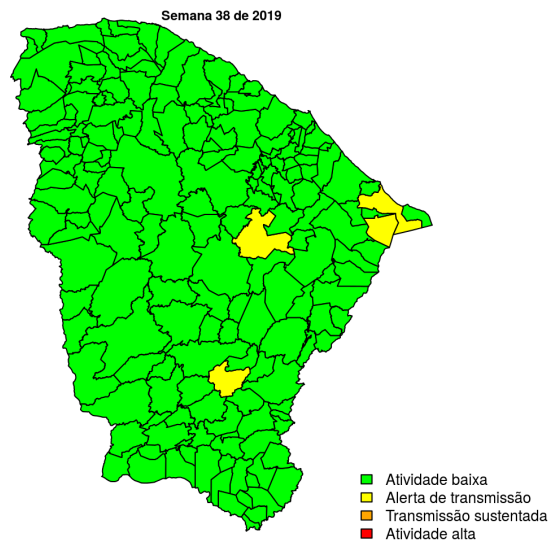 Semana 38 de 2019
Atividade baixa
Alerta de transmissão
Transmissão sustentada
Atividade alta